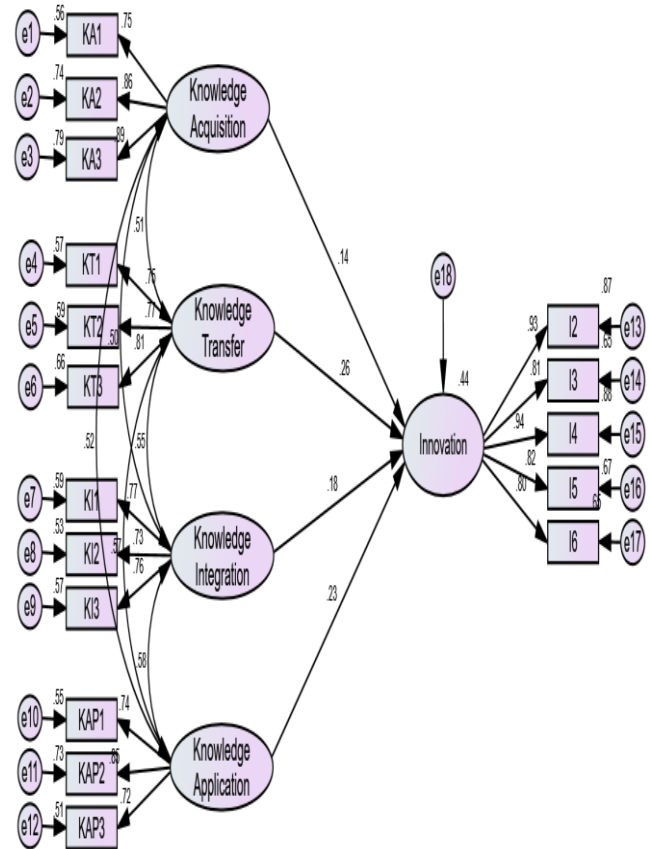 .56
.75
e1
KA1
.74
.86
e2
KA2
.79
.89
e3
KA3
Knowledge
Acquisition
.51
.14
.57
.75
e4
KT1
.59
.77
e5
KT2
.50
.66
.81
e6
KT3
Knowledge
Transfer
.26
.52
.55
e18
.44
Innovation
.87
.93
I2
e13
.65
.81
I3
e14
.88
.94
I4
e15
.82
.67
I5
e16
.80
.65
I6
e17
.59
.77
e7
KI1
.53
.73
e8
KI2
.57
.57
.76
e9
KI3
Knowledge
Integration
.18
.58
.23
.55
.74
e10
KAP1
.73
.85
e11
KAP2
.51
.72
e12
KAP3
Knowledge
Application